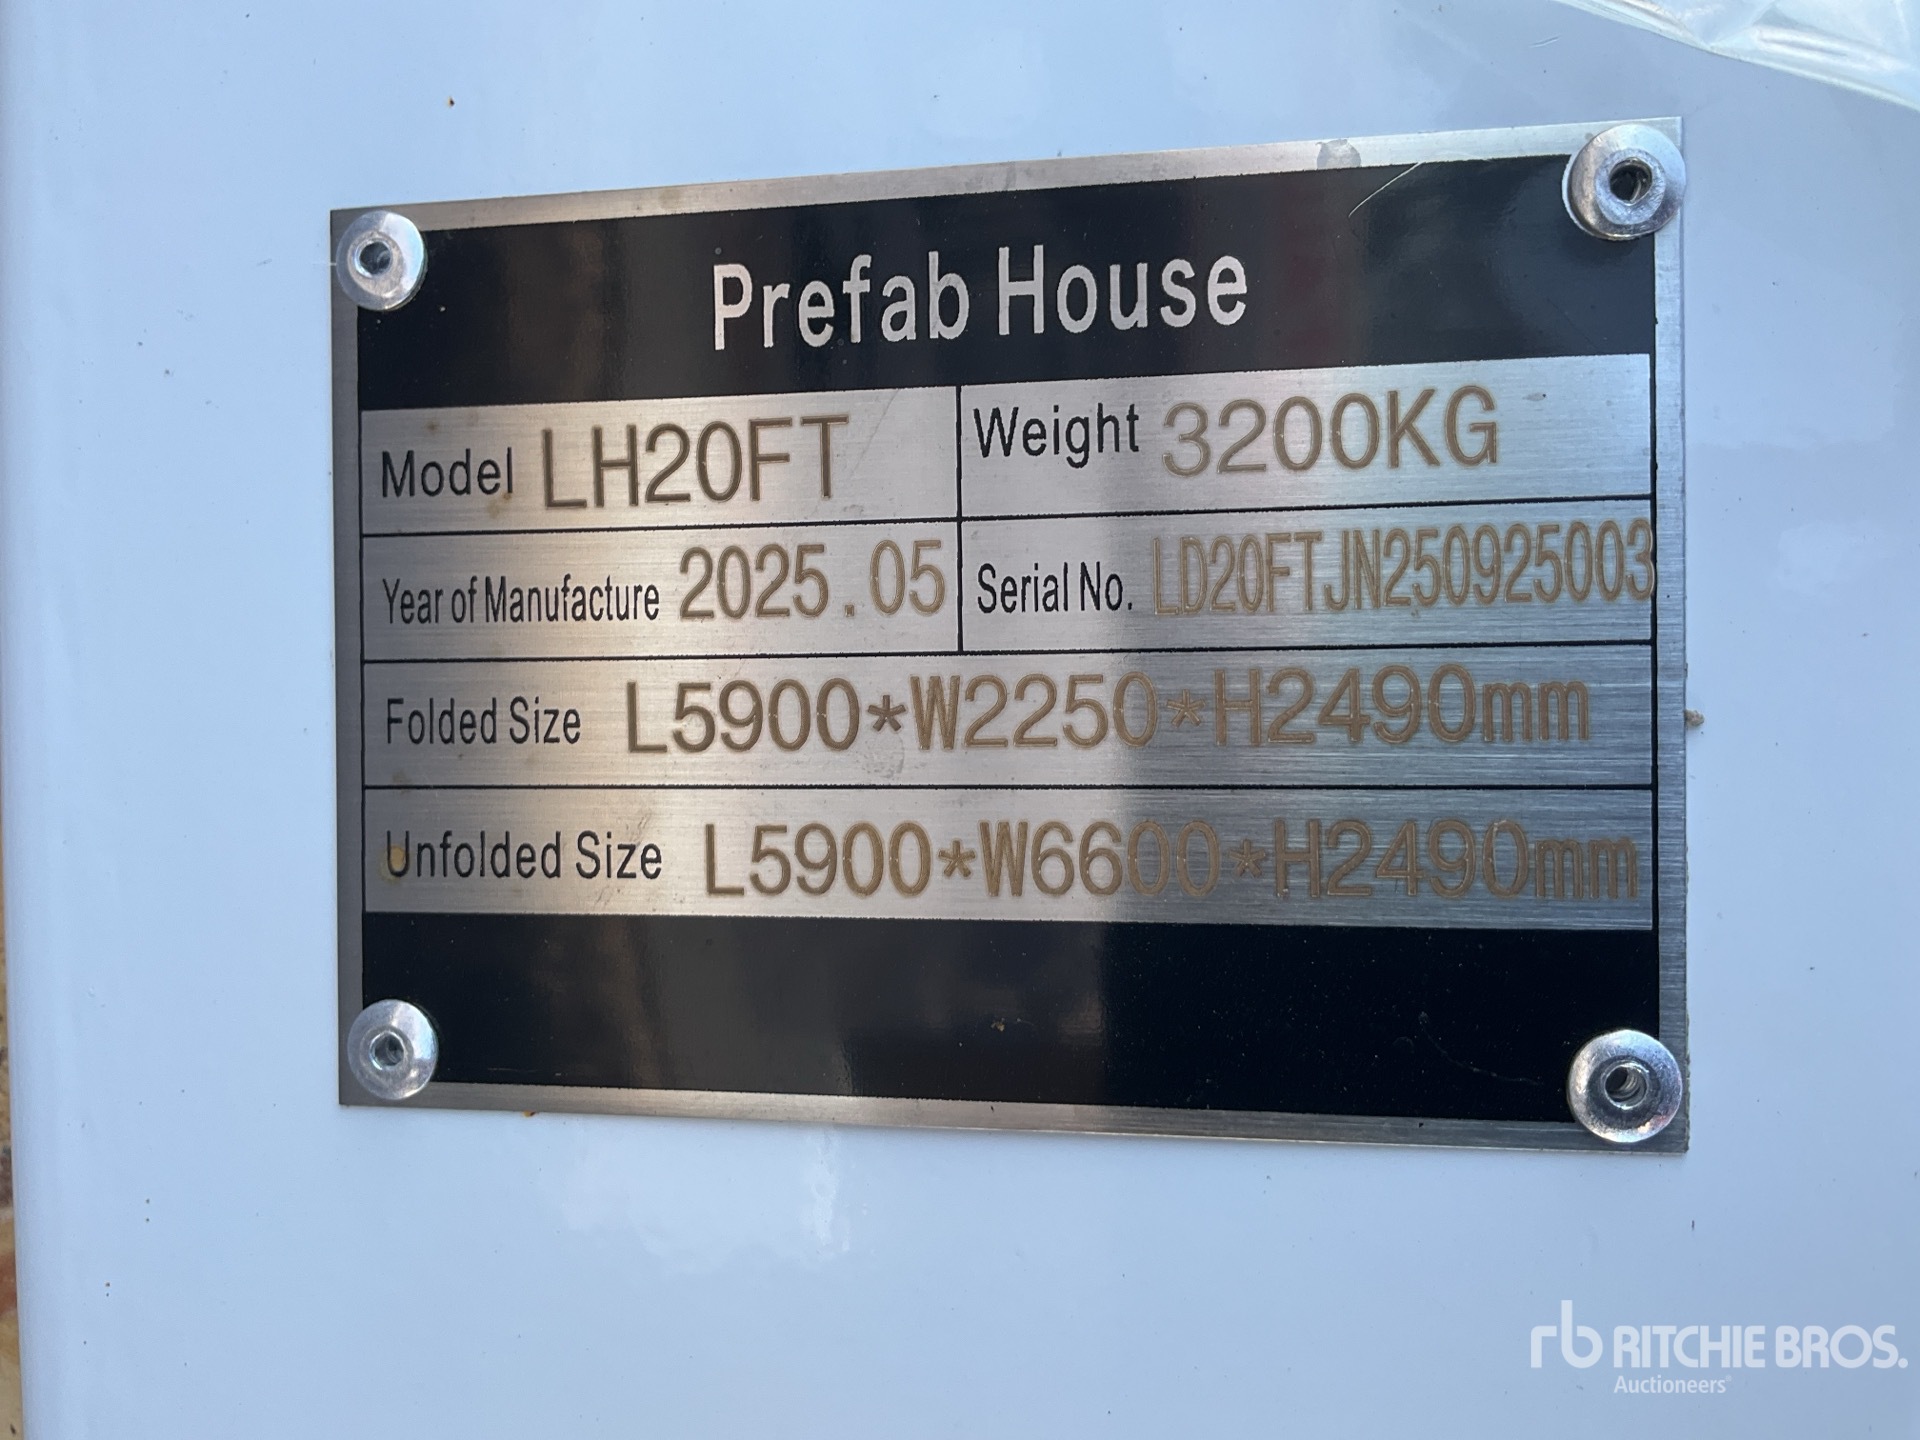 Prefab House
Model LH20FT Weight 3200KG
Year of Manufacture 2025.05 Serial No. LD20FTJN250925003
Folded Size L5900*W2250*H2490mm
Unfolded Size L5900*W6600*H2490mm
rb RITCHIE BROS.
Auctioneers